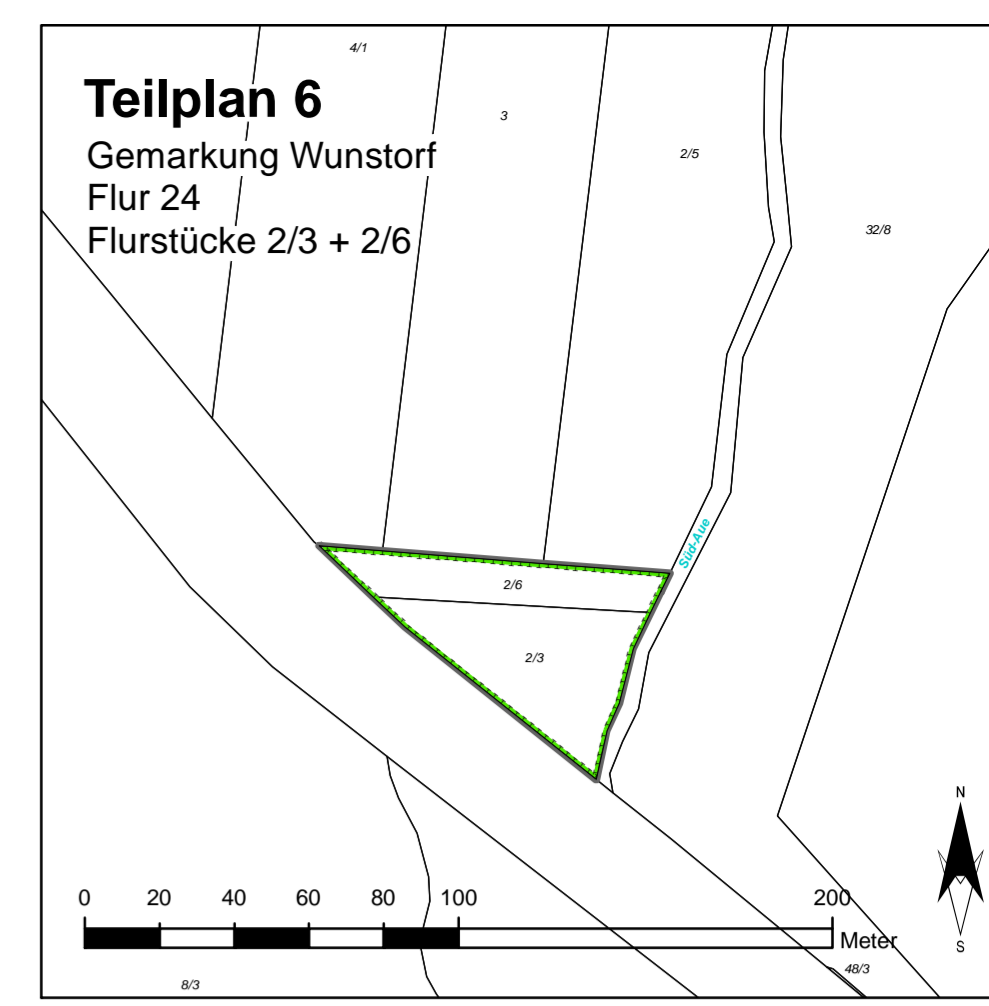 4/1
Teilplan 6
3
Gemarkung Wunstorf
2/5
Flur 24
32/8
Flurstücke 2/3 + 2/6
Süd-Aue
2/6
2/3
N
0 20 40 60 80 100 200
Meter
S
48/3
8/3